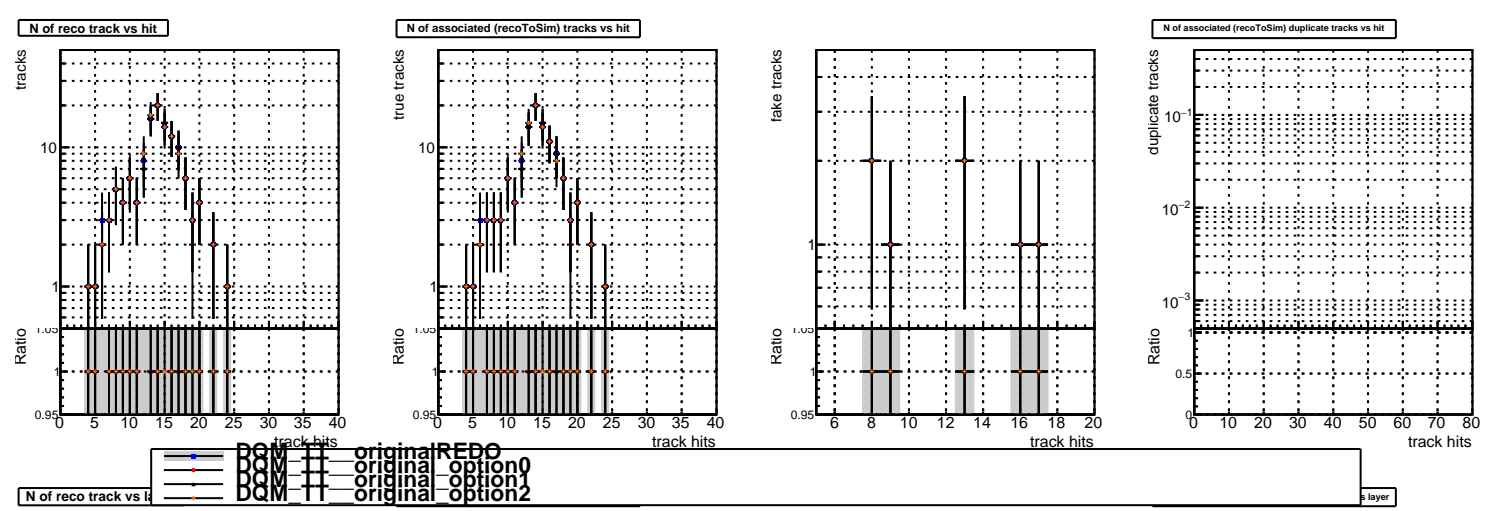 N of reco track vs hit
N of associated (recoToSim) tracks vs hit
N of associated (recoToSim) duplicate tracks vs hit
tracks
10
1
Ratio
1.05
1
0.95
0 5 10 15 20 25 30 35 40
track hits
true tracks
10
1
Ratio
1.05
1
0.95
0 5 10 15 20 25 30 35 40
track hits
fake tracks
1
Ratio
1.05
1
0.95
6 8 10 12 14 16 18 20
track hits
duplicate tracks
10⁻¹
10⁻²
10⁻³
Ratio
1
0.5
0
0 10 20 30 40 50 60 70 80
track hits
DQM_TT__originalREDO
DQM_TT__original_option0
DQM_TT__original_option1
DQM_TT__original_option2
N of reco track vs la
s layer